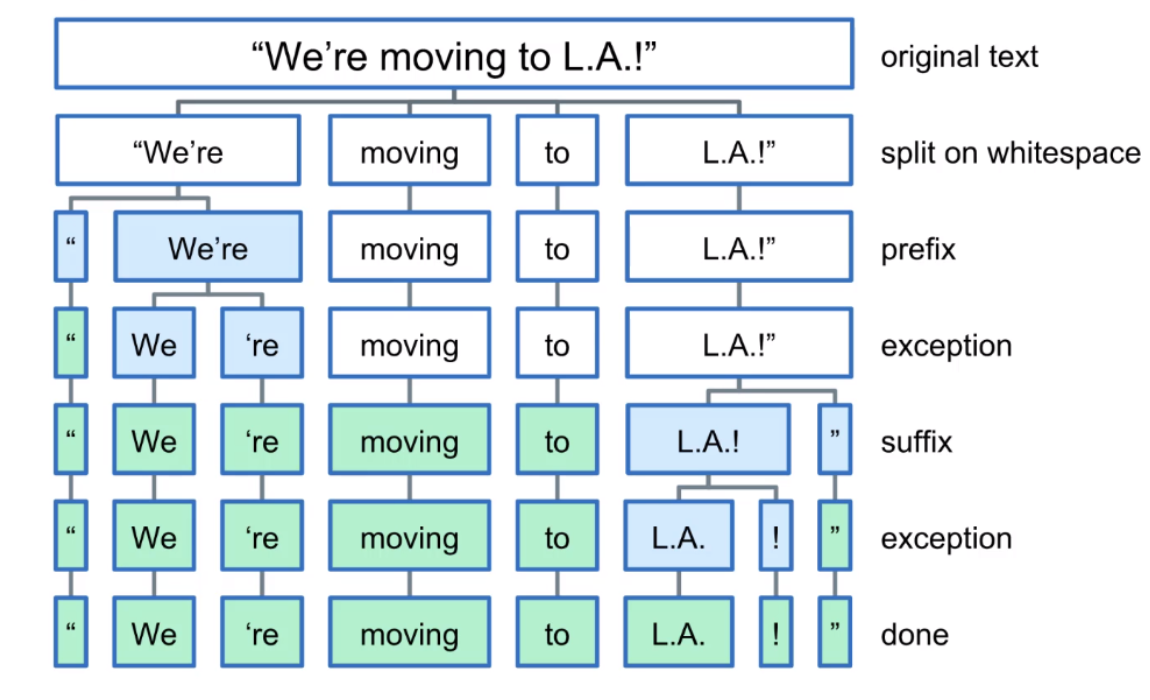 “We’re moving to L.A.!” original text
“We’re moving to L.A.!” split on whitespace
“ We’re moving to L.A.!” prefix
“ We ‘re moving to L.A.!” exception
“ We ‘re moving to L.A.! ” suffix
“ We ‘re moving to L.A. ! ” exception
“ We ‘re moving to L.A. ! ” done